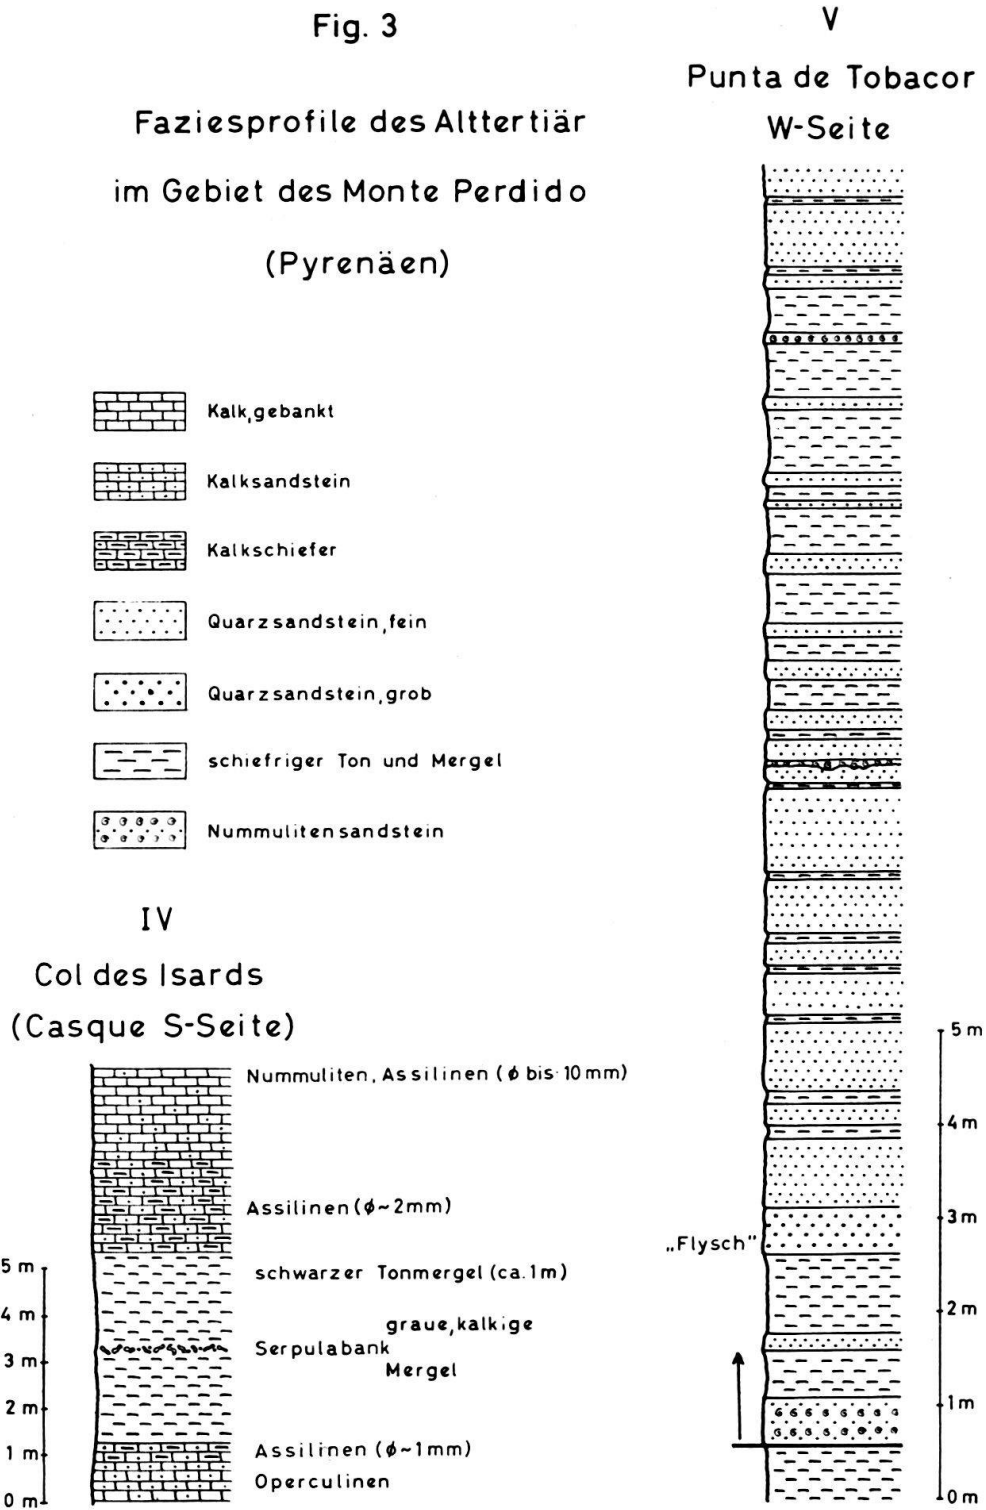 Fig. 3
Faziesprofile des Alttertiär
im Gebiet des Monte Perdido
(Pyrenäen)
Kalk, gebankt
Kalksandstein
Kalkschiefer
Quarzsandstein, fein
Quarzsandstein, grob
schiefriger Ton und Mergel
Nummulitensandstein
IV
Col des Isards
(Casque S-Seite)
Nummuliten, Assilinen (ϕ bis 10 mm)
Assilinen (ϕ~2mm)
schwarzer Tonmergel (ca. 1m)
graue, kalkige
Serpulabank
Mergel
Assilinen (ϕ~1mm)
Operculinen
5 m
4 m
3 m
2 m
1 m
0 m
V
Punta de Tobacor
W-Seite
„Flysch"
5 m
4 m
3 m
2 m
1 m
0 m